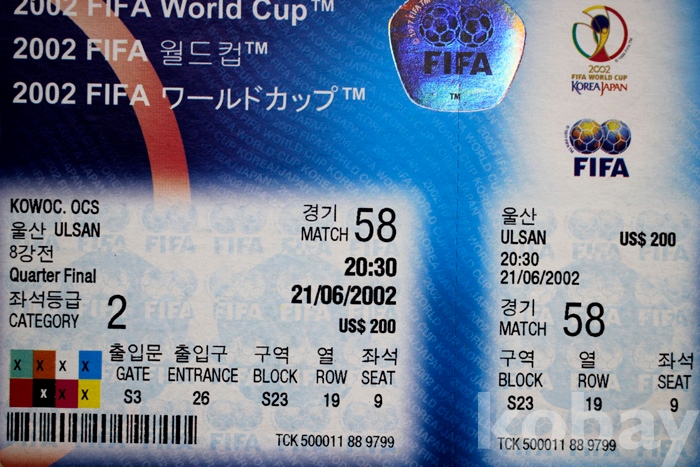 2002 FIFA World Cup™
2002 FIFA 월드컵™
2002 FIFA ワールドカップ™
FIFA
TM
2002
FIFA WORLD CUP
KOREA JAPAN
FIFA
KOWOC. OCS
울산 ULSAN
8강전
Quarter Final
좌석등급
CATEGORY 2
경기
MATCH 58
20:30
21/06/2002
US$ 200
X X X X
X X X
출입문 출입구 구역 열 좌석
GATE ENTRANCE BLOCK ROW SEAT
S3 26 S23 19 9
TCK 500011 88 9799
울산
ULSAN US$ 200
20:30
21/06/2002
경기
MATCH 58
구역 열 좌석
BLOCK ROW SEAT
S23 19 9
TCK 500011 88 9799
kobay